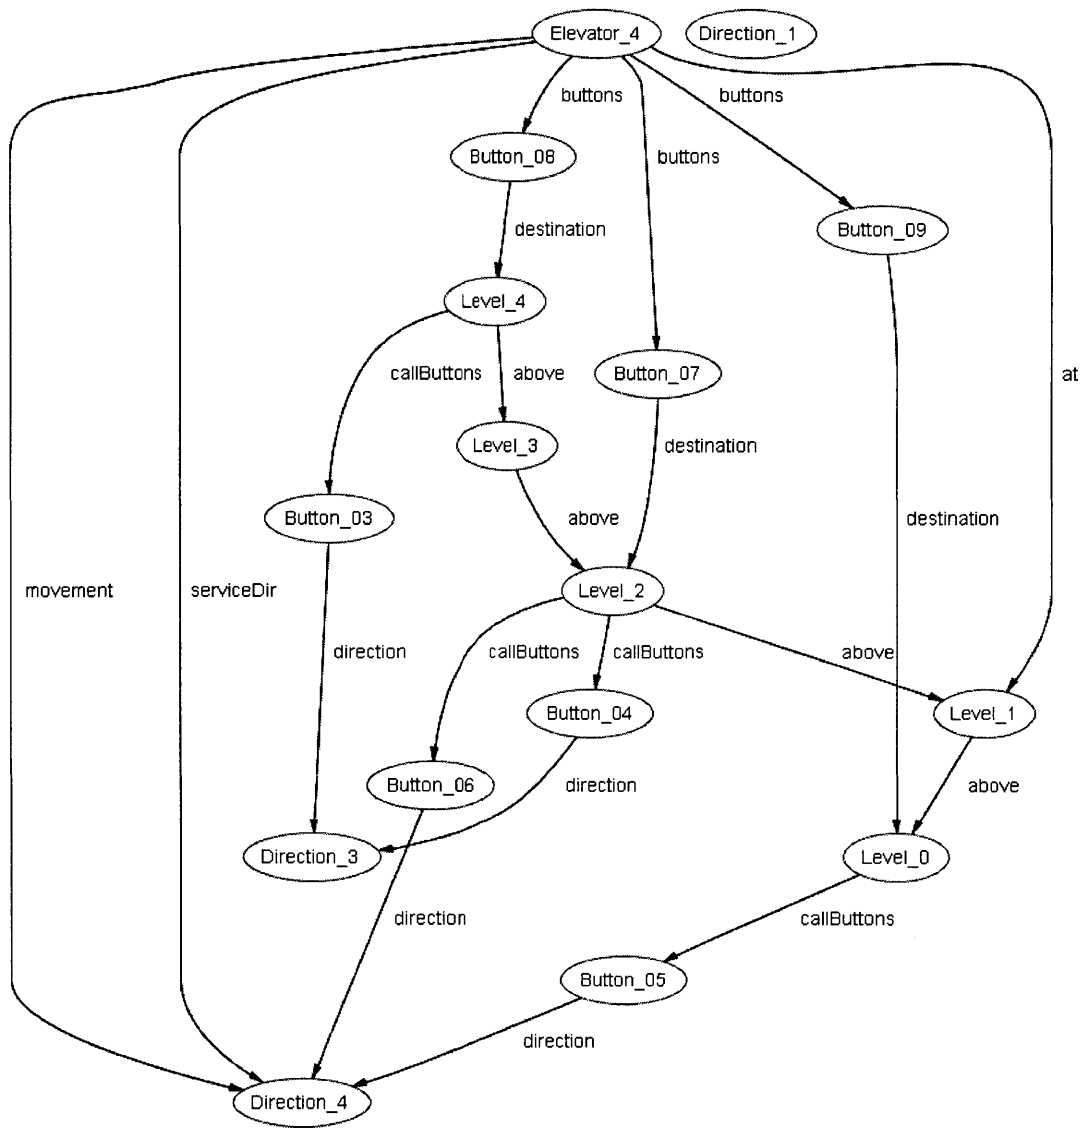 Elevator_4
Direction_1
buttons
buttons
Button_08
buttons
destination
Button_09
Level_4
callButtons
above
Button_07
at
Level_3
destination
Button_03
above
destination
movement
serviceDir
Level_2
direction
callButtons
callButtons
above
Button_04
Level_1
Button_06
direction
above
Direction_3
Level_0
direction
callButtons
Button_05
direction
Direction_4